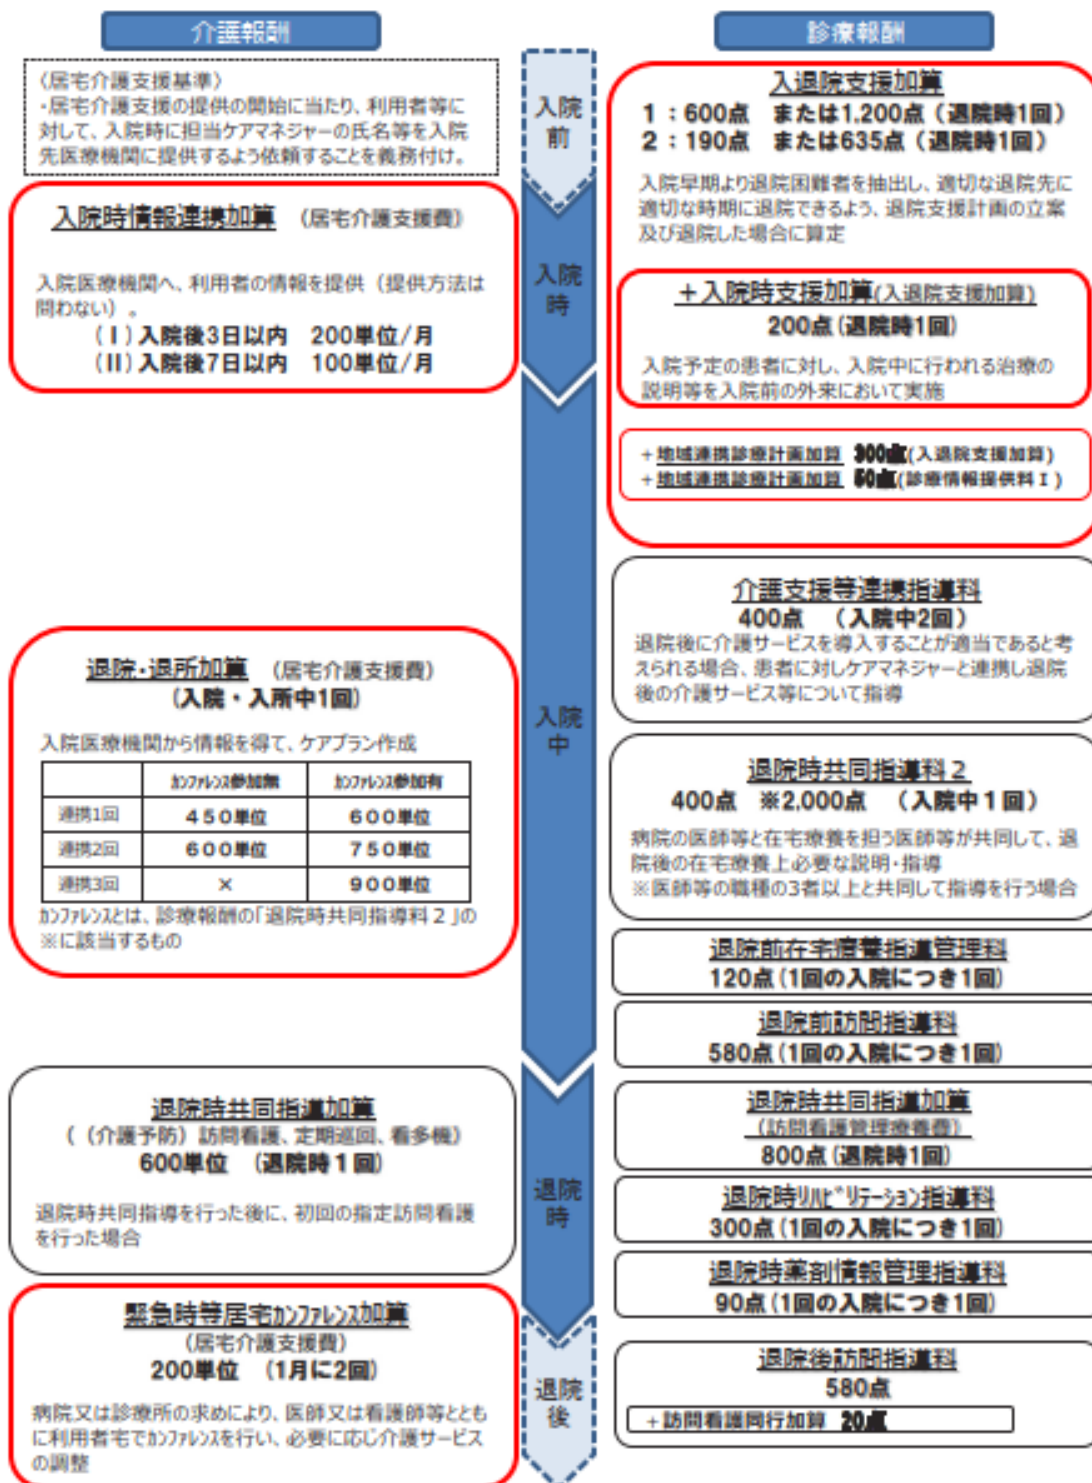 介護報酬
〈居宅介護支援基準〉
・居宅介護支援の提供の開始に当たり、利用者等に
対して、入院時に担当ケアマネジャーの氏名等を入院
先医療機関に提供するよう依頼することを義務付け。
入院時情報連携加算 (居宅介護支援費)
入院医療機関へ、利用者の情報を提供（提供方法は
問わない）。
(Ⅰ)入院後3日以内 200単位/月
(Ⅱ)入院後7日以内 100単位/月
退院・退所加算 (居宅介護支援費)
(入院・入所中1回)
入院医療機関から情報を得て、ケアプラン作成
ｶﾝﾌｧﾚﾝｽ参加無 ｶﾝﾌｧﾚﾝｽ参加有
連携1回 450単位 600単位
連携2回 600単位 750単位
連携3回 × 900単位
ｶﾝﾌｧﾚﾝｽとは、診療報酬の「退院時共同指導料２」の
※に該当するもの
退院時共同指導加算
(（介護予防）訪問看護、定期巡回、看多機)
600単位 (退院時１回)
退院時共同指導を行った後に、初回の指定訪問看護
を行った場合
緊急時等居宅ｶﾝﾌｧﾚﾝｽ加算
(居宅介護支援費)
200単位 (1月に2回)
病院又は診療所の求めにより、医師又は看護師等ととも
に利用者宅でｶﾝﾌｧﾚﾝｽを行い、必要に応じ介護サービス
の調整
入院
前
入院
時
入院
中
退院
時
退院
後
診療報酬
入退院支援加算
１：600点 または1,200点（退院時1回）
２：190点 または635点（退院時1回）
入院早期より退院困難者を抽出し、適切な退院先に
適切な時期に退院できるよう、退院支援計画の立案
及び退院した場合に算定
＋入院時支援加算(入退院支援加算)
200点(退院時1回)
入院予定の患者に対し、入院中に行われる治療の
説明等を入院前の外来において実施
＋地域連携診療計画加算 300点(入退院支援加算)
＋地域連携診療計画加算 50点(診療情報提供料Ⅰ)
介護支援等連携指導料
400点 （入院中2回）
退院後に介護サービスを導入することが適当であると考
えられる場合、患者に対しケアマネジャーと連携し退院
後の介護サービス等について指導
退院時共同指導料２
400点 ※2,000点 （入院中１回）
病院の医師等と在宅療養を担う医師等が共同して、退
院後の在宅療養上必要な説明・指導
※医師等の職種の3者以上と共同して指導を行う場合
退院前在宅療養指導管理料
120点(1回の入院につき1回)
退院前訪問指導料
580点(1回の入院につき1回)
退院時共同指導加算
(訪問看護管理療養費)
800点(退院時1回)
退院時ﾘﾊﾋﾞﾘﾃｰｼｮﾝ指導料
300点(1回の入院につき1回)
退院時薬剤情報管理指導料
90点(1回の入院につき1回)
退院後訪問指導料
580点
＋訪問看護同行加算 20点